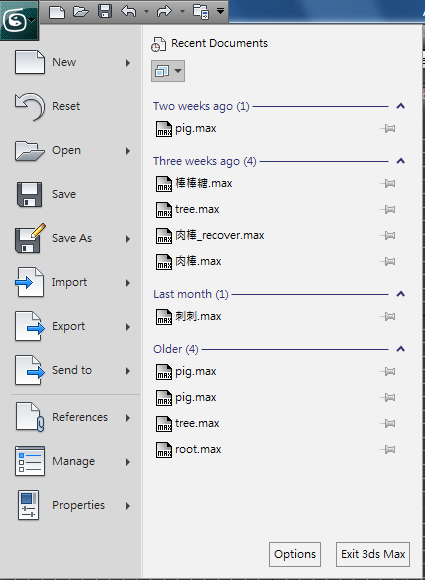 Recent Documents
New
Reset
Open
Save
Save As
Import
Export
Send to
References
Manage
Properties
Two weeks ago (1)
pig.max
Three weeks ago (4)
棒棒糖.max
tree.max
肉棒_recover.max
肉棒.max
Last month (1)
刺刺.max
Older (4)
pig.max
pig.max
tree.max
root.max
Options
Exit 3ds Max